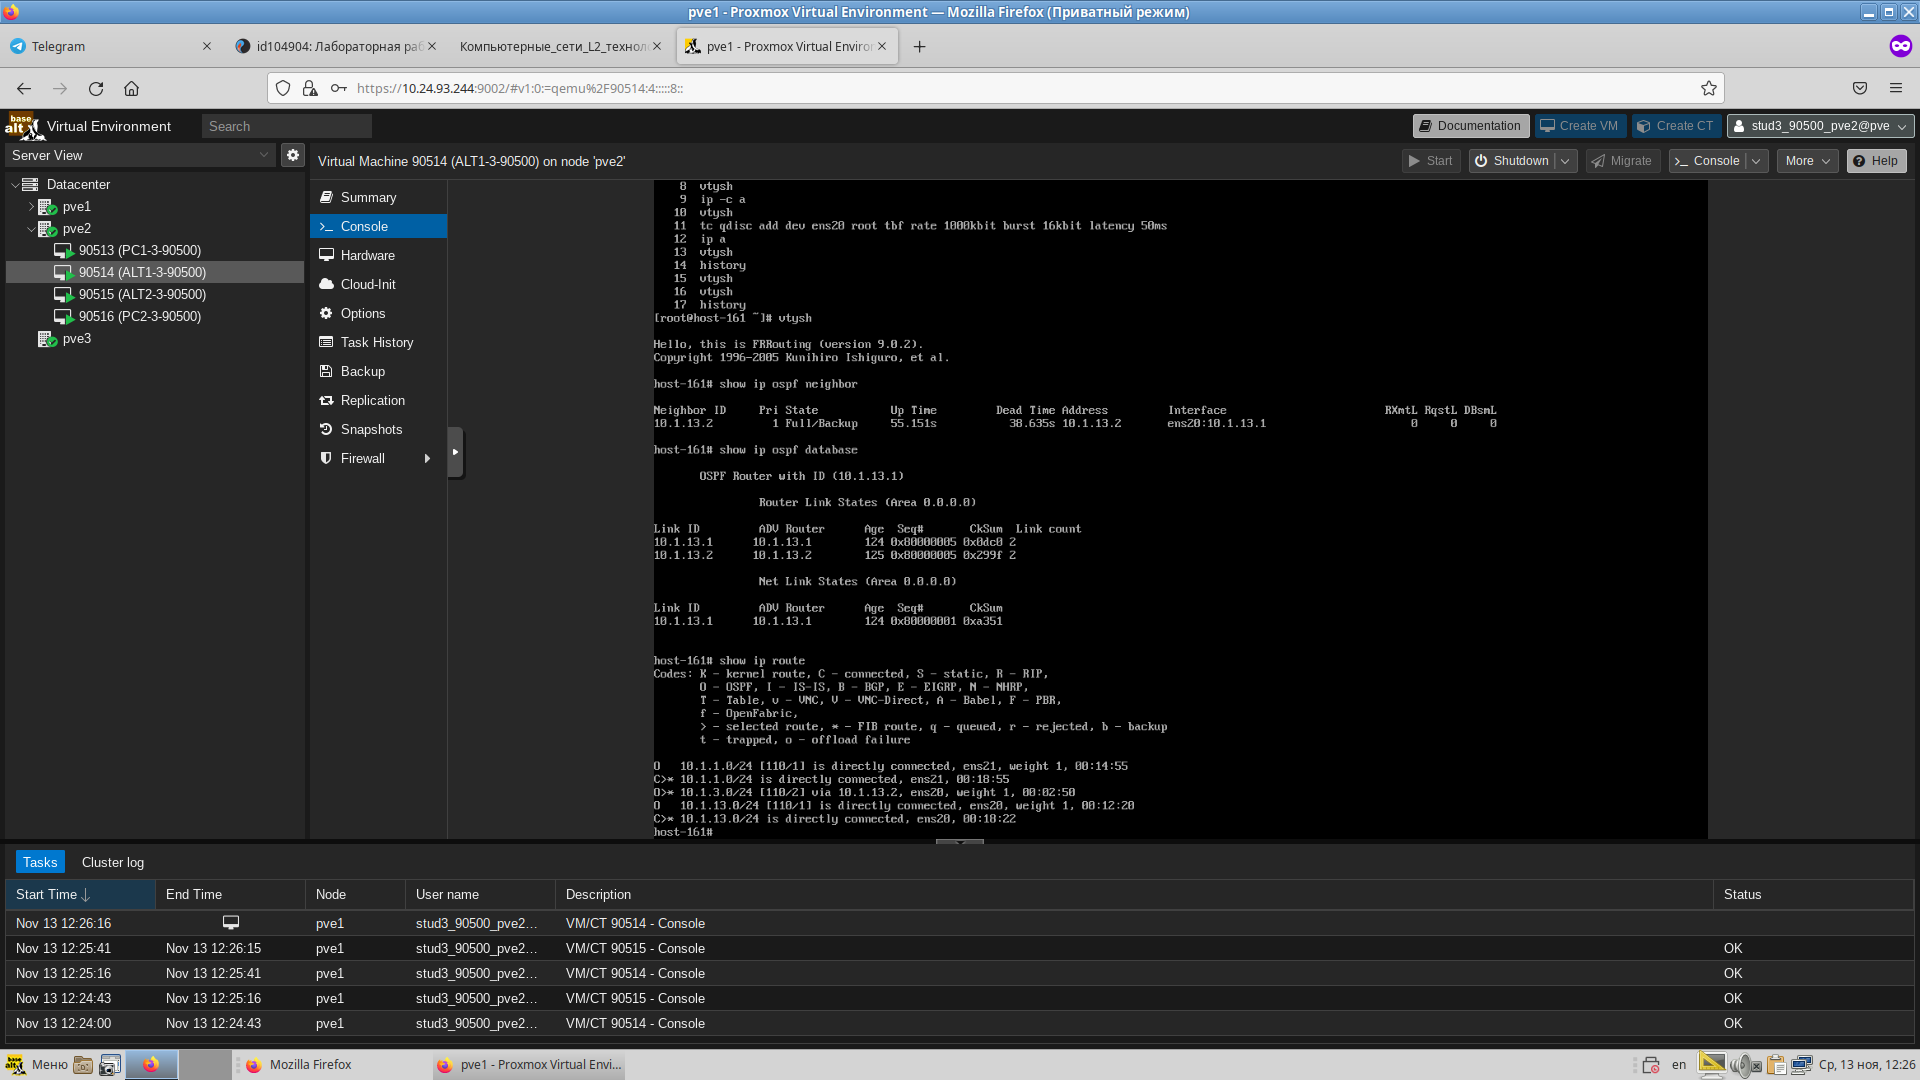 pve1 - Proxmox Virtual Environment — Mozilla Firefox (Приватный режим)
Telegram
id104904: Лабораторная ра
Компьютерные_сети_L2_технол
pve1 - Proxmox Virtual Enviro
https://10.24.93.244:9002/#v1:0:=qemu%2F90514:4:::::8::
base alt
Virtual Environment
Search
Documentation
Create VM
Create CT
stud3_90500_pve2@pve
Server View
Virtual Machine 90514 (ALT1-3-90500) on node 'pve2'
Start
Shutdown
Migrate
Console
More
Help
Datacenter
pve1
pve2
90513 (PC1-3-90500)
90514 (ALT1-3-90500)
90515 (ALT2-3-90500)
90516 (PC2-3-90500)
pve3
Summary
Console
Hardware
Cloud-Init
Options
Task History
Backup
Replication
Snapshots
Firewall
8 vtysh
9 ip -c a
10 vtysh
11 tc qdisc add dev ens20 root tbf rate 1000kbit burst 16kbit latency 50ms
12 ip a
13 vtysh
14 history
15 vtysh
16 vtysh
17 history
[root@host-161 ~]# vtysh
Hello, this is FRRouting (version 9.0.2).
Copyright 1996-2005 Kunihiro Ishiguro, et al.
host-161# show ip ospf neighbor
Neighbor ID Pri State Up Time Dead Time Address Interface RXmtL RqstL DBsmL
10.1.13.2 1 Full/Backup 55.151s 38.635s 10.1.13.2 ens20:10.1.13.1 0 0 0
host-161# show ip ospf database
OSPF Router with ID (10.1.13.1)
Router Link States (Area 0.0.0.0)
Link ID ADV Router Age Seq# CkSum Link count
10.1.13.1 10.1.13.1 124 0x80000005 0x0dc0 2
10.1.13.2 10.1.13.2 125 0x80000005 0x299f 2
Net Link States (Area 0.0.0.0)
Link ID ADV Router Age Seq# CkSum
10.1.13.1 10.1.13.1 124 0x80000001 0xa351
host-161# show ip route
Codes: K - kernel route, C - connected, S - static, R - RIP,
O - OSPF, I - IS-IS, B - BGP, E - EIGRP, N - NHRP,
T - Table, v - VNC, V - VNC-Direct, A - Babel, F - PBR,
f - OpenFabric,
> - selected route, * - FIB route, q - queued, r - rejected, b - backup
t - trapped, o - offload failure
O 10.1.1.0/24 [110/1] is directly connected, ens21, weight 1, 00:14:55
C>* 10.1.1.0/24 is directly connected, ens21, 00:18:55
O>* 10.1.3.0/24 [110/2] via 10.1.13.2, ens20, weight 1, 00:02:50
O 10.1.13.0/24 [110/1] is directly connected, ens20, weight 1, 00:12:20
C>* 10.1.13.0/24 is directly connected, ens20, 00:18:22
host-161#
Tasks
Cluster log
Start Time End Time Node User name Description Status
Nov 13 12:26:16 pve1 stud3_90500_pve2... VM/CT 90514 - Console
Nov 13 12:25:41 Nov 13 12:26:15 pve1 stud3_90500_pve2... VM/CT 90515 - Console OK
Nov 13 12:25:16 Nov 13 12:25:41 pve1 stud3_90500_pve2... VM/CT 90514 - Console OK
Nov 13 12:24:43 Nov 13 12:25:16 pve1 stud3_90500_pve2... VM/CT 90515 - Console OK
Nov 13 12:24:00 Nov 13 12:24:43 pve1 stud3_90500_pve2... VM/CT 90514 - Console OK
Меню
Mozilla Firefox
pve1 - Proxmox Virtual Envi...
en
Ср, 13 ноя, 12:26